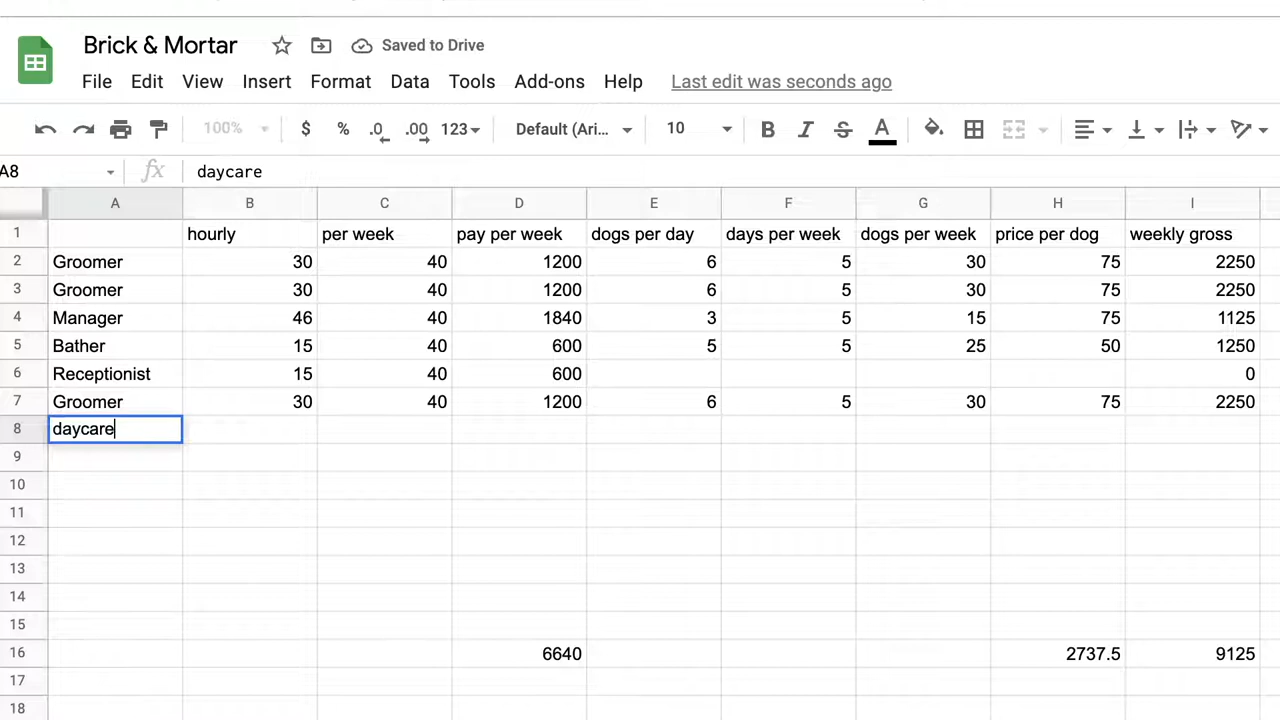 Brick & Mortar Saved to Drive
File Edit View Insert Format Data Tools Add-ons Help Last edit was seconds ago
100% $ % .0 .00 123 Default (Ari... 10 B I S A
A8 fx daycare
A B C D E F G H I
1 hourly per week pay per week dogs per day days per week dogs per week price per dog weekly gross
2 Groomer 30 40 1200 6 5 30 75 2250
3 Groomer 30 40 1200 6 5 30 75 2250
4 Manager 46 40 1840 3 5 15 75 1125
5 Bather 15 40 600 5 5 25 50 1250
6 Receptionist 15 40 600 0
7 Groomer 30 40 1200 6 5 30 75 2250
8 daycare
9
10
11
12
13
14
15
16 6640 2737.5 9125
17
18